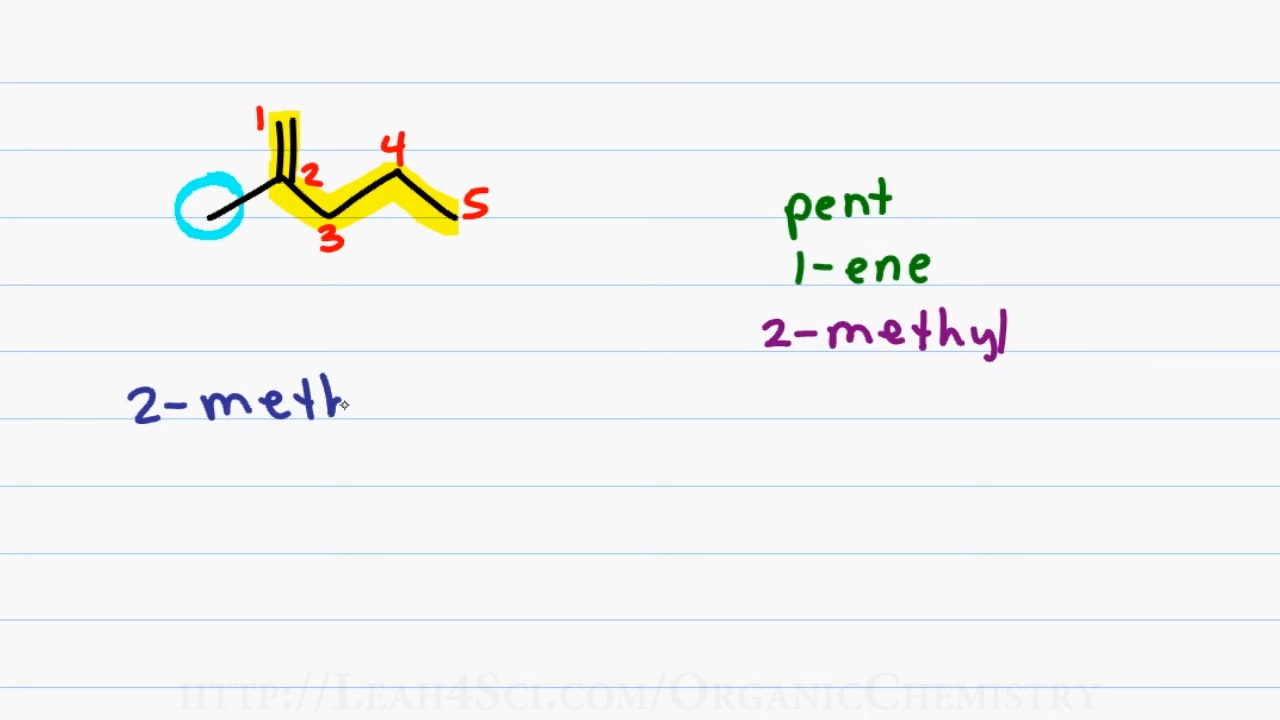 1
4
2
5
3
pent
1-ene
2-methyl
2-meth
http://Leah4Sci.com/OrganicChemistry